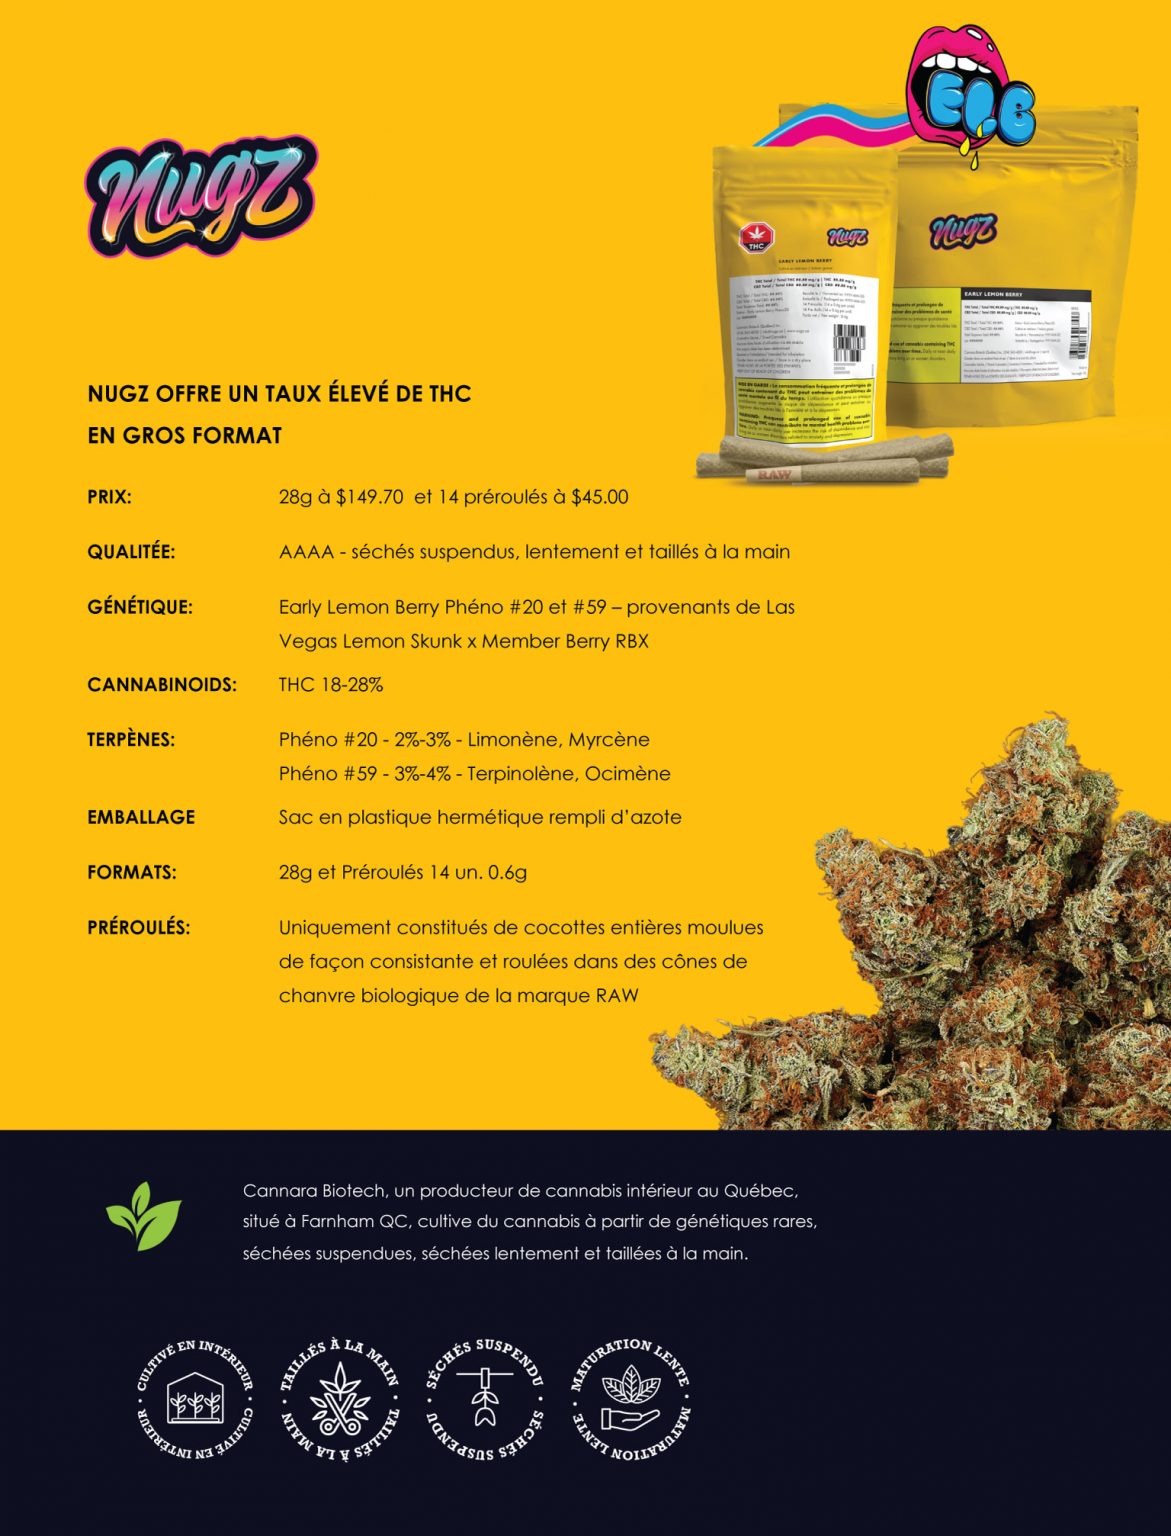 ELB
Nugz
THC
Nugz
EARLY LEMON BERRY
Nugz
EARLY LEMON BERRY
RAW
NUGZ OFFRE UN TAUX ÉLEVÉ DE THC
EN GROS FORMAT
PRIX: 28g à $149.70 et 14 préroulés à $45.00
QUALITÉE: AAAA - séchés suspendus, lentement et taillés à la main
GÉNÉTIQUE: Early Lemon Berry Phéno #20 et #59 – provenants de Las
Vegas Lemon Skunk x Member Berry RBX
CANNABINOIDS: THC 18-28%
TERPÈNES: Phéno #20 - 2%-3% - Limonène, Myrcène
Phéno #59 - 3%-4% - Terpinolène, Ocimène
EMBALLAGE Sac en plastique hermétique rempli d’azote
FORMATS: 28g et Préroulés 14 un. 0.6g
PRÉROULÉS: Uniquement constitués de cocottes entières moulues
de façon consistante et roulées dans des cônes de
chanvre biologique de la marque RAW
Cannara Biotech, un producteur de cannabis intérieur au Québec,
situé à Farnham QC, cultive du cannabis à partir de génétiques rares,
séchées suspendues, séchées lentement et taillées à la main.
CULTIVÉ EN INTÉRIEUR • CULTIVÉ EN INTÉRIEUR •
TAILLÉS À LA MAIN • TAILLÉS À LA MAIN •
SÉCHÉS SUSPENDU • SÉCHÉS SUSPENDU •
MATURATION LENTE • MATURATION LENTE •